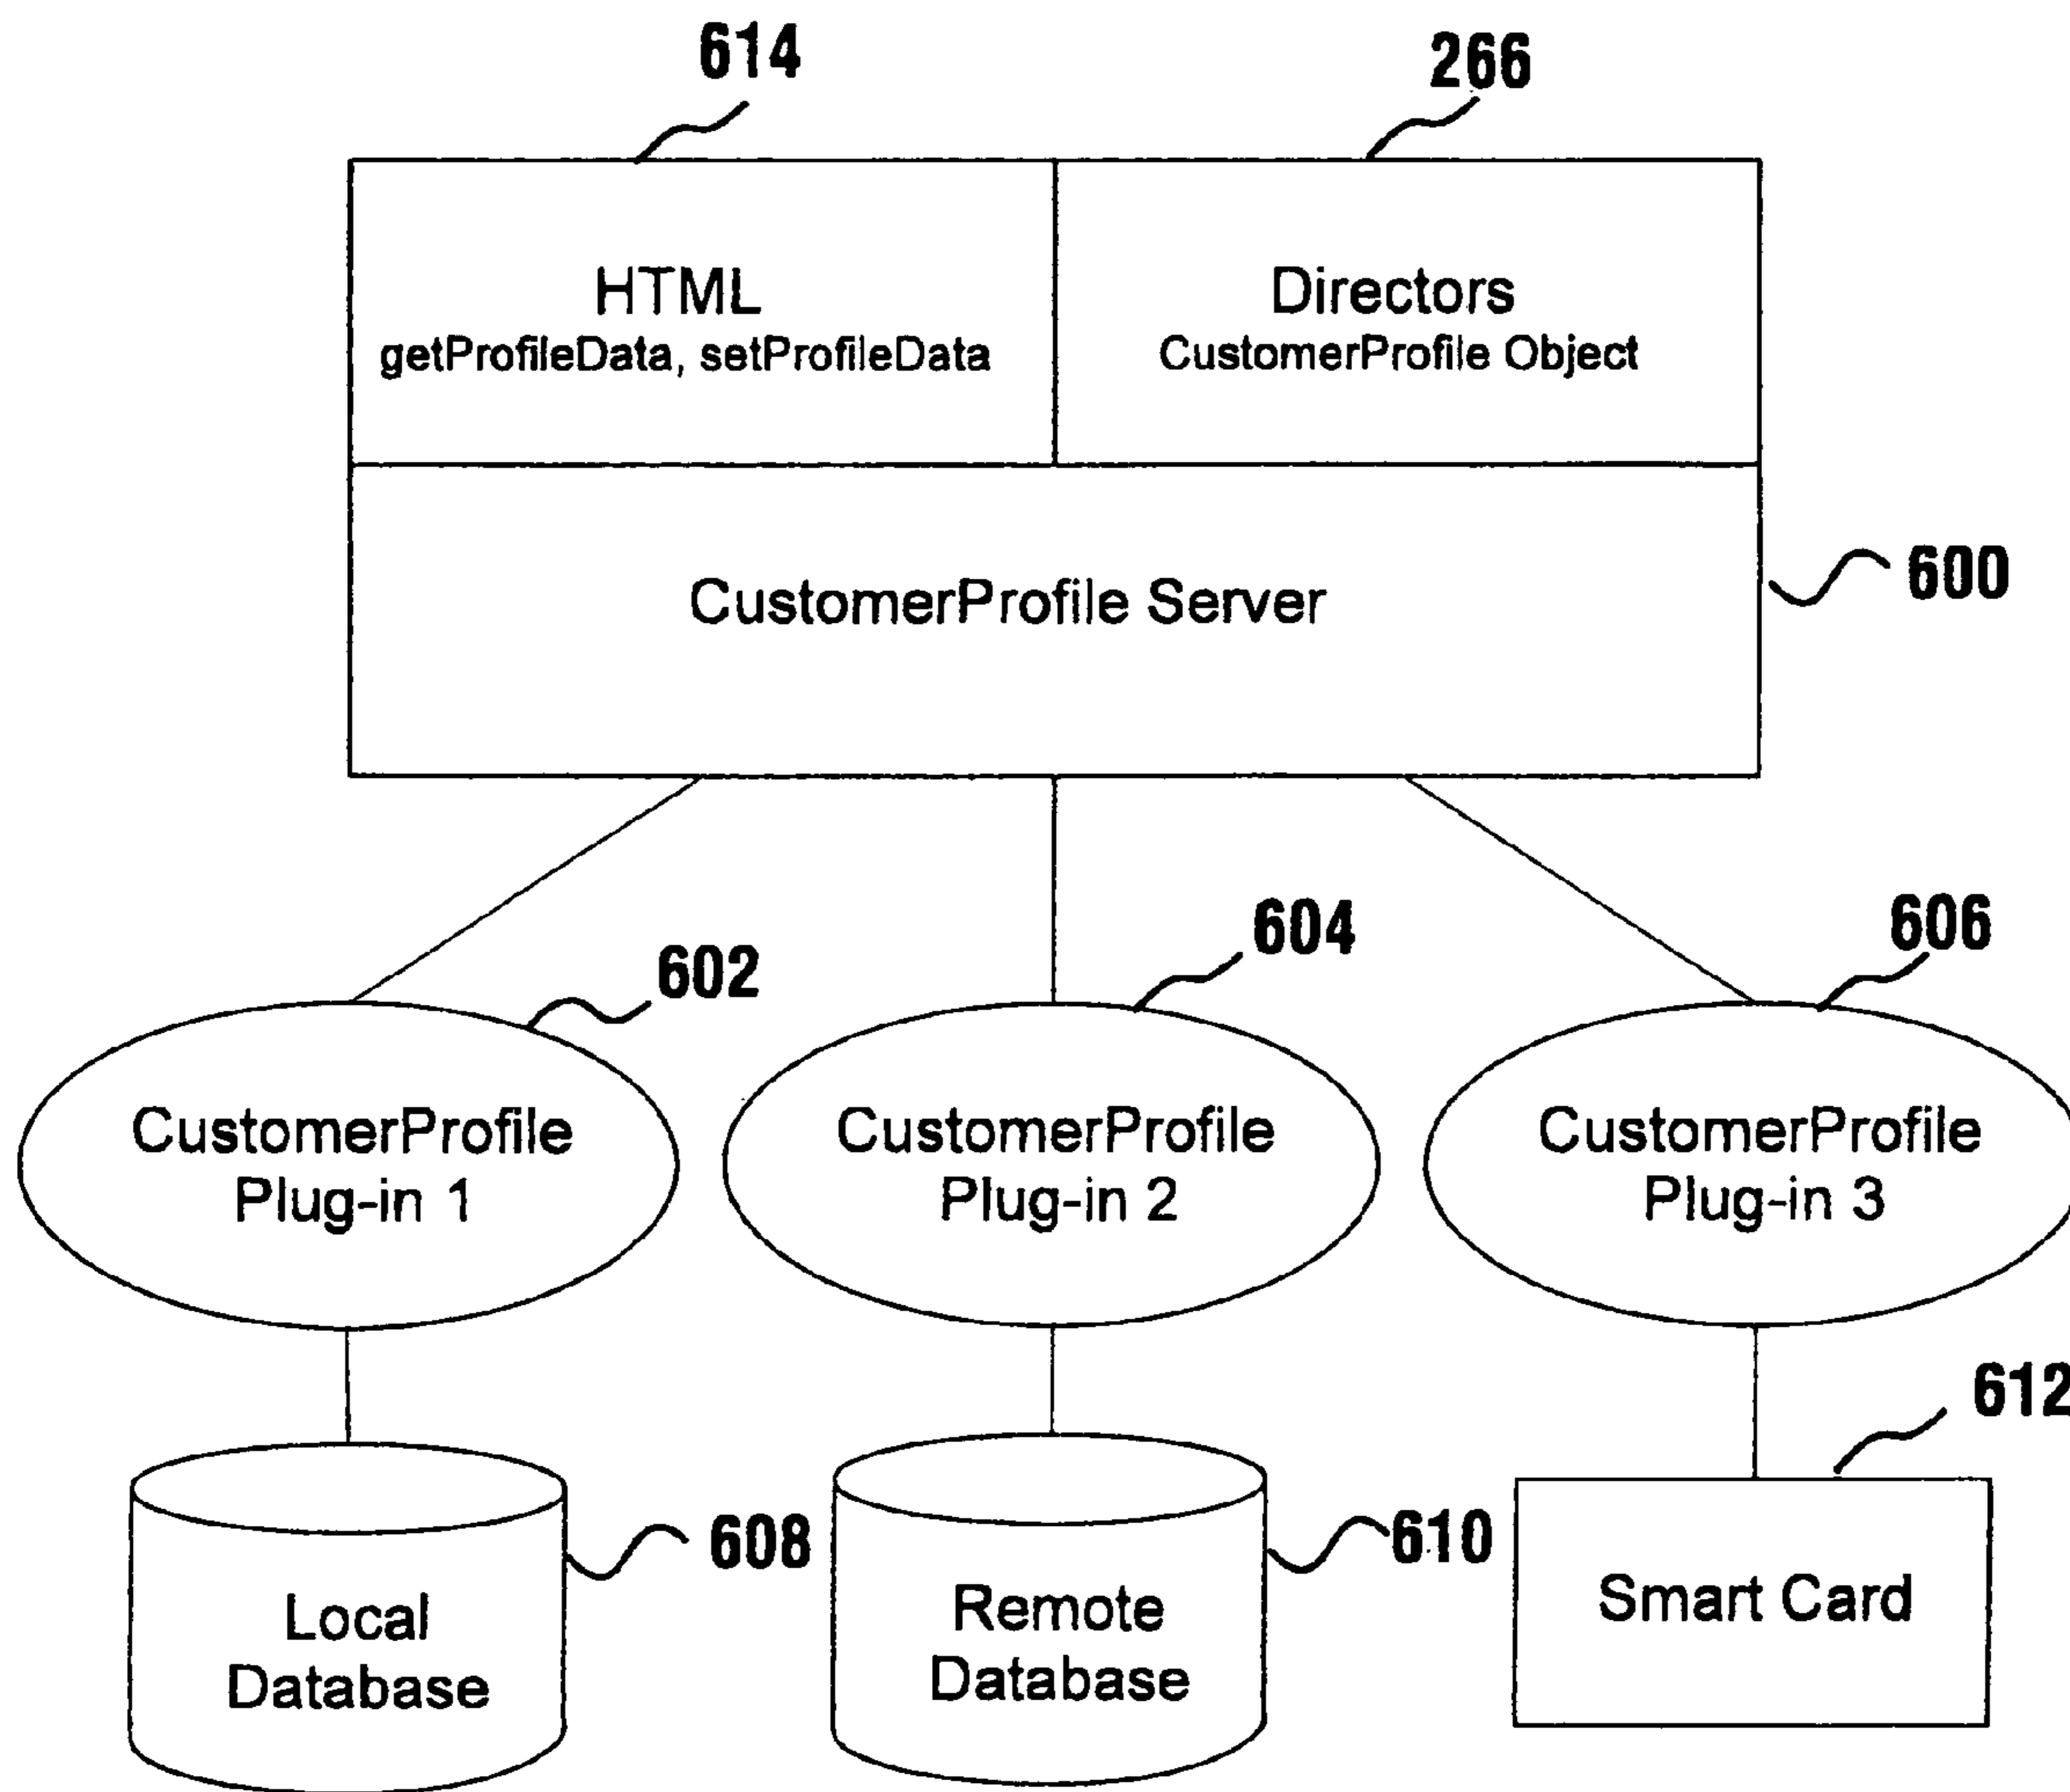 614
266
HTML
getProfileData, setProfileData
Directors
CustomerProfile Object
CustomerProfile Server
600
602
604
606
CustomerProfile
Plug-in 1
CustomerProfile
Plug-in 2
CustomerProfile
Plug-in 3
612
608
610
Local
Database
Remote
Database
Smart Card